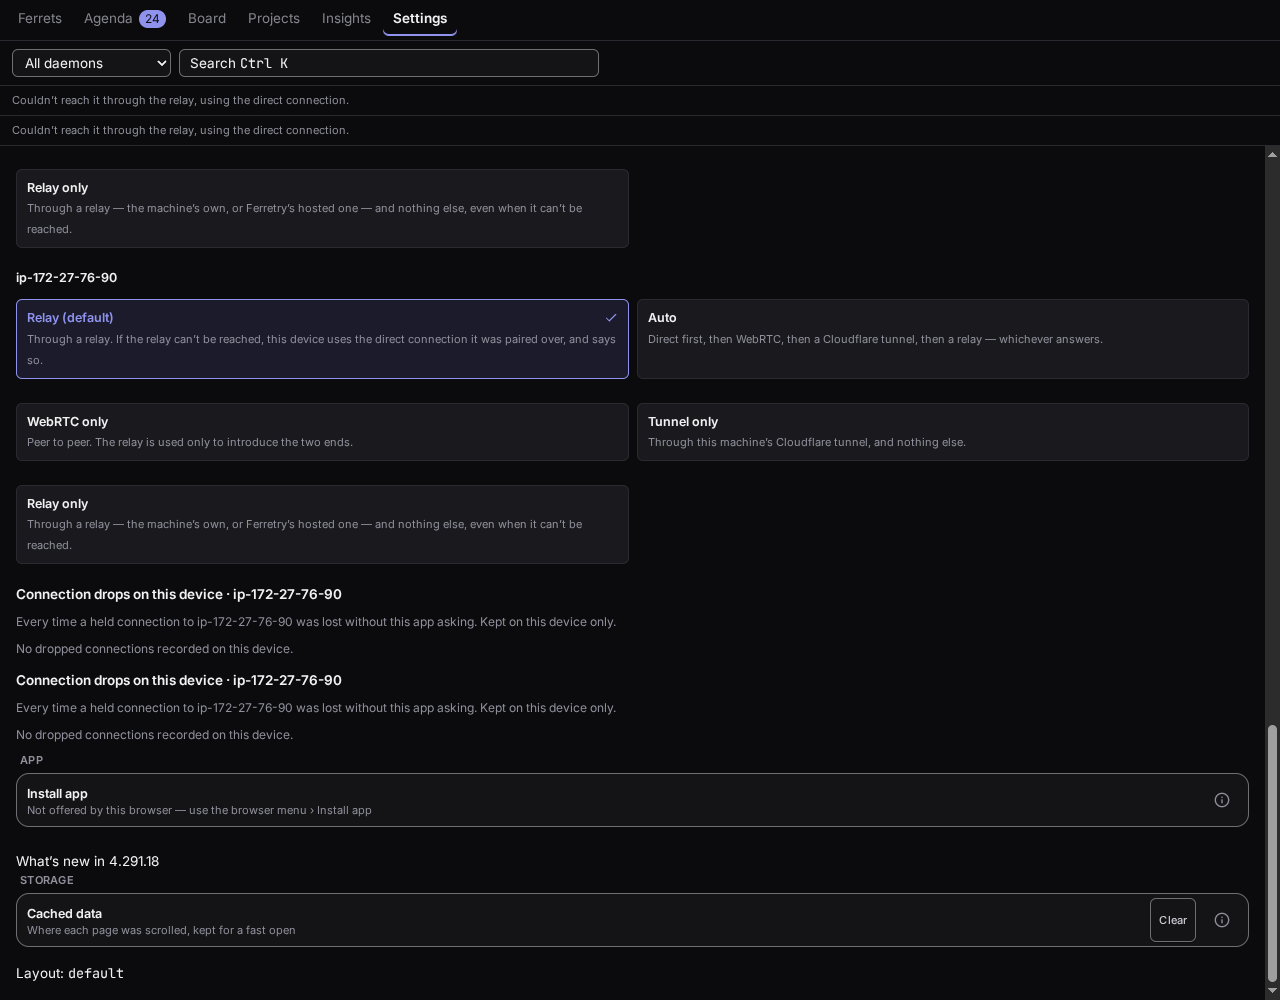 Ferrets Agenda 24 Board Projects Insights Settings
All daemons Search Ctrl K
Couldn't reach it through the relay, using the direct connection.
Couldn't reach it through the relay, using the direct connection.
Relay only
Through a relay — the machine's own, or Ferretry's hosted one — and nothing else, even when it can't be
reached.
ip-172-27-76-90
Relay (default)
Through a relay. If the relay can't be reached, this device uses the direct connection it was paired over, and says
so.
Auto
Direct first, then WebRTC, then a Cloudflare tunnel, then a relay — whichever answers.
WebRTC only
Peer to peer. The relay is used only to introduce the two ends.
Tunnel only
Through this machine's Cloudflare tunnel, and nothing else.
Relay only
Through a relay — the machine's own, or Ferretry's hosted one — and nothing else, even when it can't be
reached.
Connection drops on this device · ip-172-27-76-90
Every time a held connection to ip-172-27-76-90 was lost without this app asking. Kept on this device only.
No dropped connections recorded on this device.
Connection drops on this device · ip-172-27-76-90
Every time a held connection to ip-172-27-76-90 was lost without this app asking. Kept on this device only.
No dropped connections recorded on this device.
APP
Install app
Not offered by this browser — use the browser menu › Install app
What's new in 4.291.18
STORAGE
Cached data
Where each page was scrolled, kept for a fast open
Clear
Layout: default